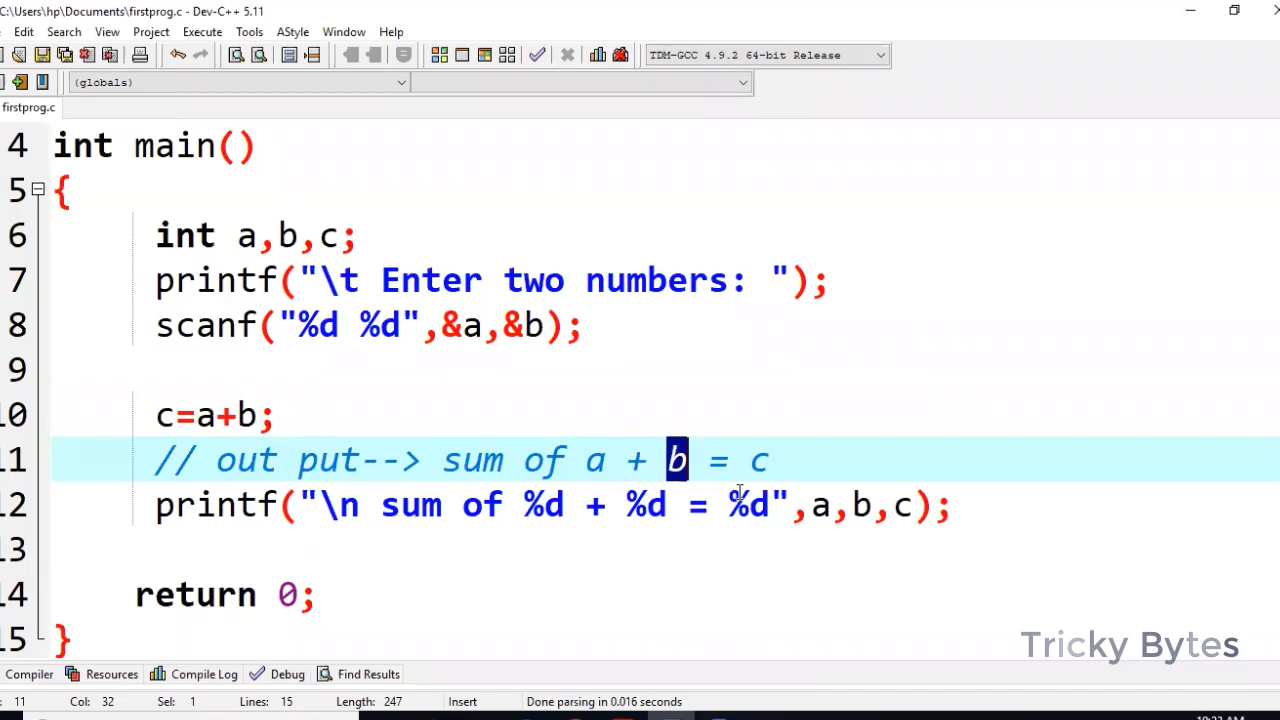 C:\Users\hp\Documents\firstprog.c - Dev-C++ 5.11
Edit Search View Project Execute Tools AStyle Window Help
TDM-GCC 4.9.2 64-bit Release
(globals)
firstprog.c
4 int main()
5 {
6 int a,b,c;
7 printf("\t Enter two numbers: ");
8 scanf("%d %d",&a,&b);
9
10 c=a+b;
11 // out put--> sum of a + b = c
12 printf("\n sum of %d + %d = %d",a,b,c);
13
14 return 0;
15 }
Tricky Bytes
Compiler Resources Compile Log Debug Find Results
: 11 Col: 32 Sel: 1 Lines: 15 Length: 247 Insert Done parsing in 0.016 seconds